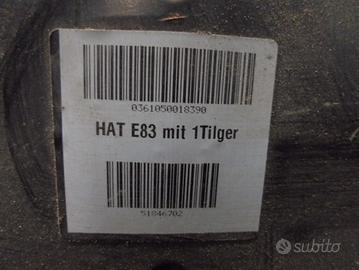 0361050018390
HAT E83 mit 1Tilger
51846702
subito